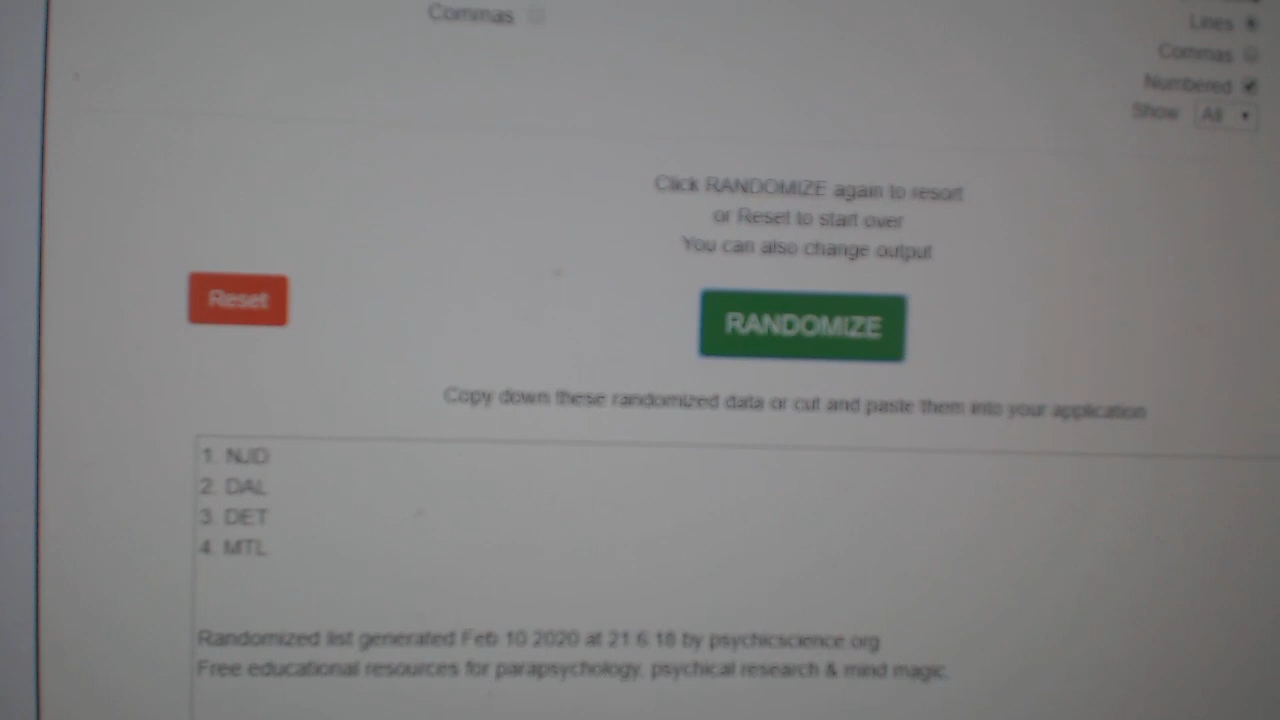 Commas
Lines
Commas
Numbered
Show All
Click RANDOMIZE again to resort
or Reset to start over
You can also change output
Reset
RANDOMIZE
Copy down these randomized data or cut and paste them into your application
1. NJD
2. DAL
3. DET
4. MTL
Randomized list generated Feb 10 2020 at 21:6:18 by psychicscience.org
Free educational resources for parapsychology, psychical research & mind magic.